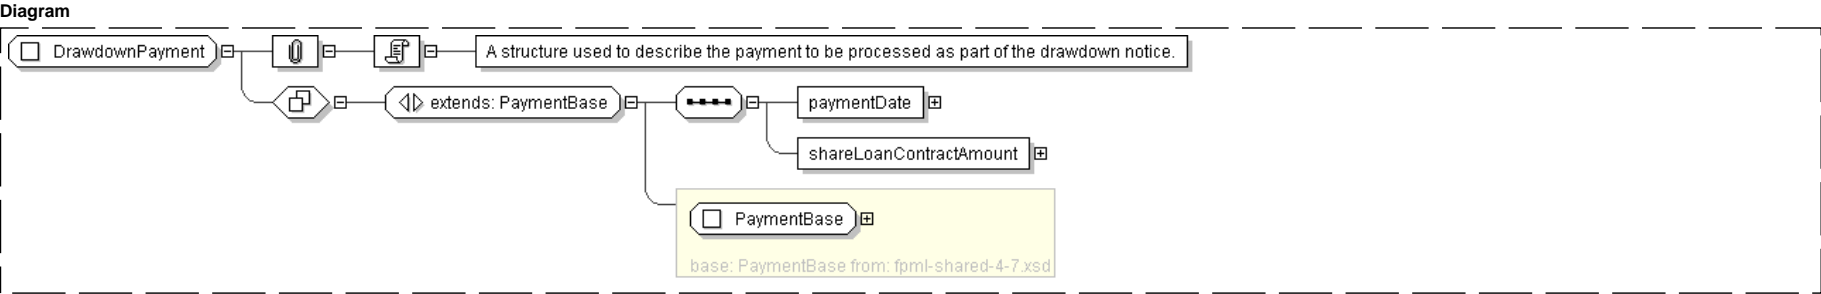 Diagram
DrawdownPayment
A structure used to describe the payment to be processed as part of the drawdown notice.
extends: PaymentBase
paymentDate
shareLoanContractAmount
PaymentBase
base: PaymentBase from: fpml-shared-4-7.xsd